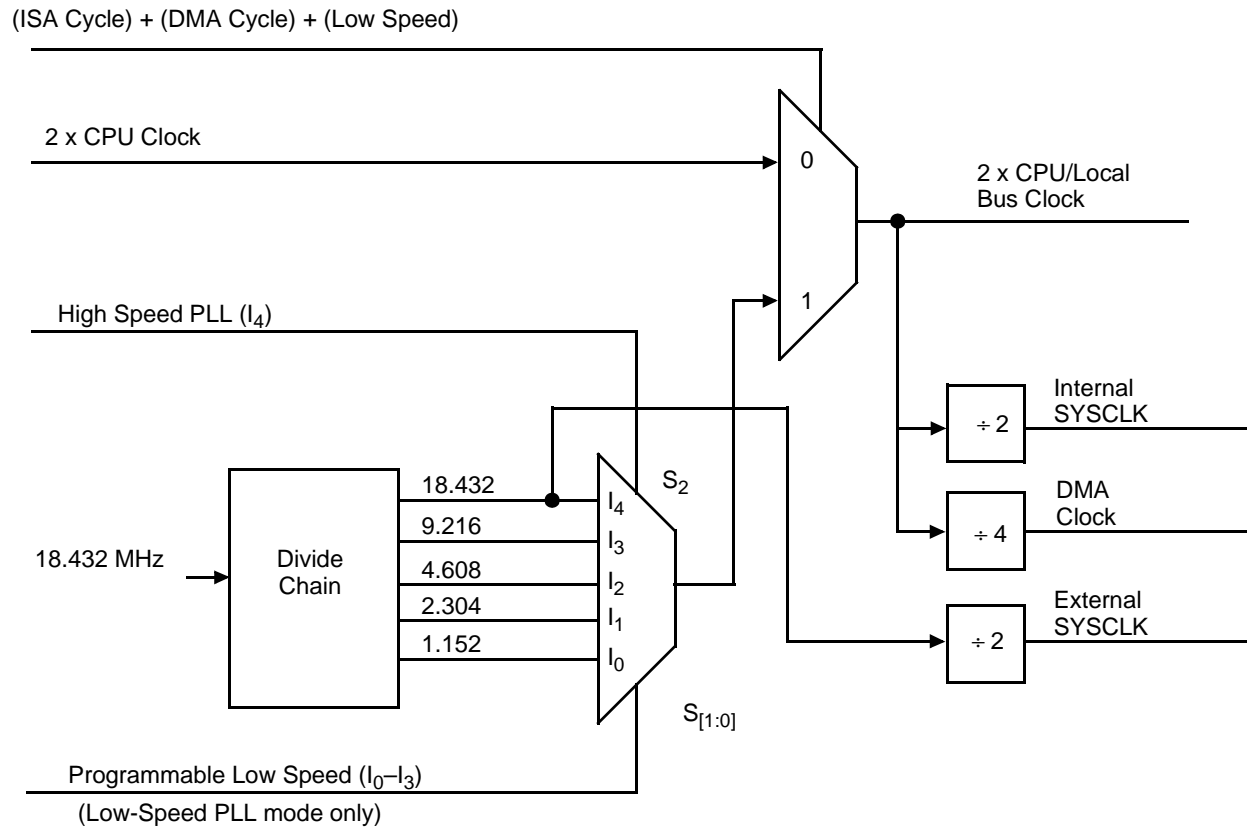 (ISA Cycle) + (DMA Cycle) + (Low Speed)
2 x CPU Clock
0
2 x CPU/Local
Bus Clock
1
High Speed PLL (I4)
Internal
SYSCLK
÷ 2
DMA
Clock
÷ 4
External
SYSCLK
÷ 2
S2
18.432 MHz
Divide
Chain
18.432
9.216
4.608
2.304
1.152
I4
I3
I2
I1
I0
S[1:0]
Programmable Low Speed (I0–I3)
(Low-Speed PLL mode only)